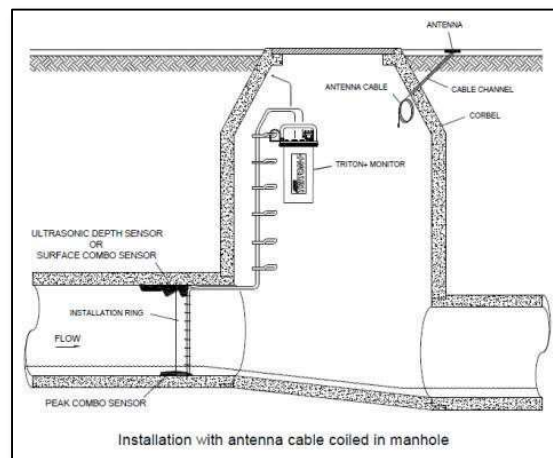 ANTENNA
ANTENNA CABLE
CABLE CHANNEL
CORBEL
TRITON+ MONITOR
ULTRASONIC DEPTH SENSOR
OR
SURFACE COMBO SENSOR
INSTALLATION RING
FLOW
PEAK COMBO SENSOR
Installation with antenna cable coiled in manhole